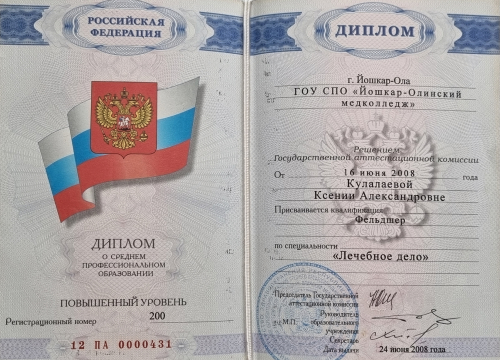 РОССИЙСКАЯ
ФЕДЕРАЦИЯ
ДИПЛОМ
О СРЕДНЕМ
ПРОФЕССИОНАЛЬНОМ
ОБРАЗОВАНИИ
ПОВЫШЕННЫЙ УРОВЕНЬ
Регистрационный номер 200
12 ПА 0000431
ДИПЛОМ
г. Йошкар-Ола
ГОУ СПО «Йошкар-Олинский
медколледж»
Решением
Государственной аттестационной комиссии
От 16 июня 2008 года
Кулалаевой
Ксении Александровне
Присваивается квалификация
Фельдшер
по специальности
«Лечебное дело»
Председатель Государственной
аттестационной комиссии
Руководитель
М.П. образовательного
учреждения
Секретарь
Дата выдачи 24 июня 2008 года